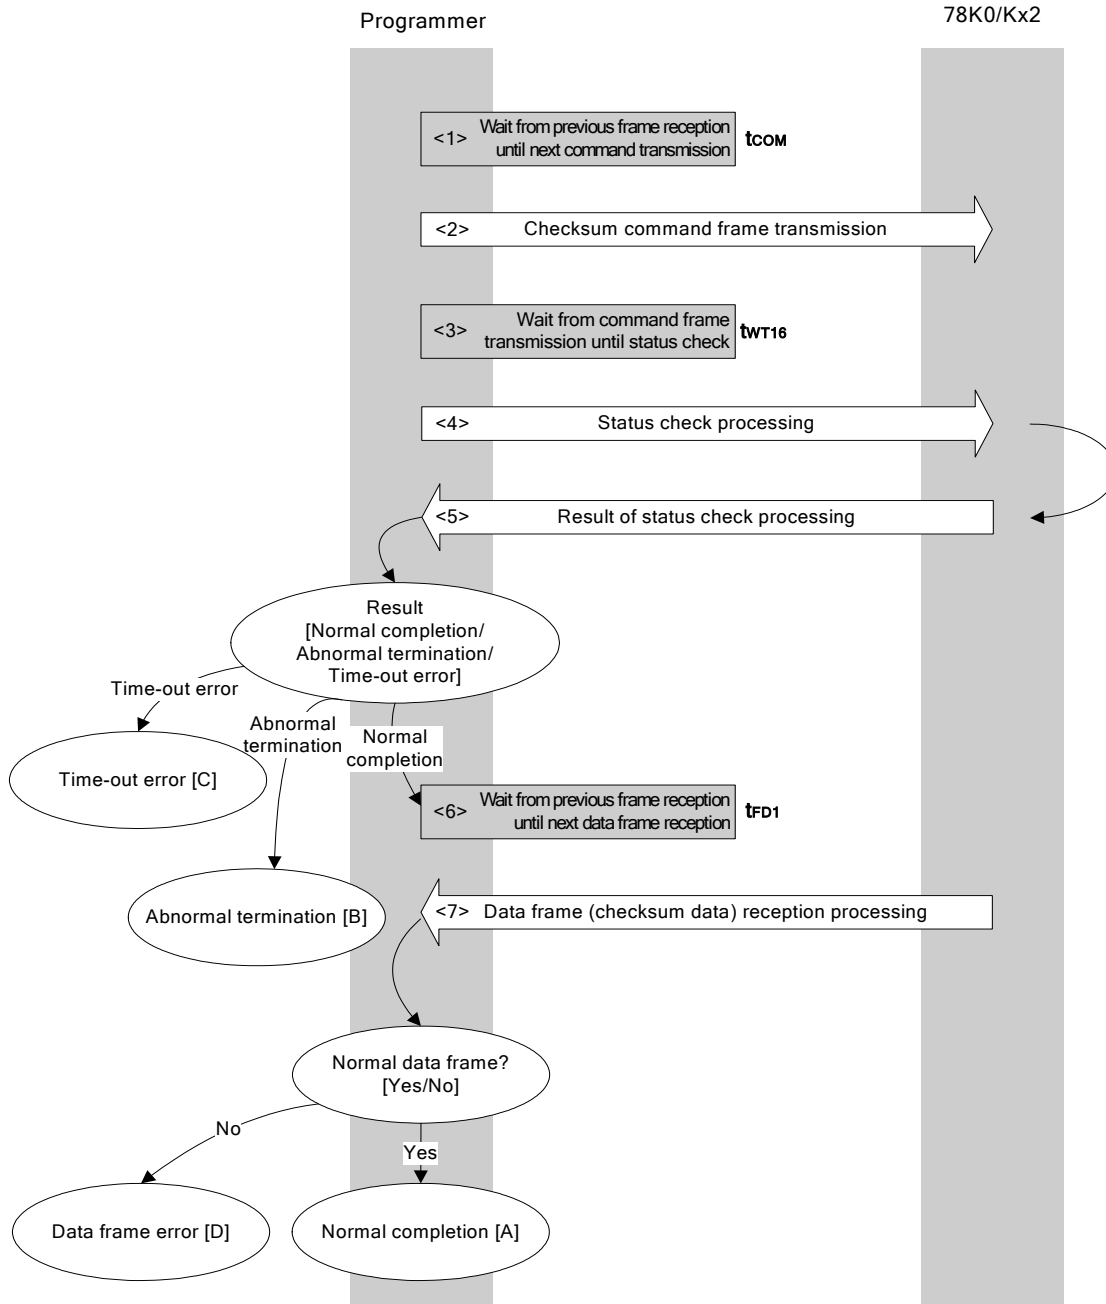 Programmer
78K0/Kx2
<1> Wait from previous frame reception
until next command transmission
tCOM
<2> Checksum command frame transmission
<3> Wait from command frame
transmission until status check
tWT16
<4> Status check processing
<5> Result of status check processing
Result
[Normal completion/
Abnormal termination/
Time-out error]
Time-out error
Abnormal
termination
Normal
completion
Time-out error [C]
<6> Wait from previous frame reception
until next data frame reception
tFD1
Abnormal termination [B]
<7> Data frame (checksum data) reception processing
Normal data frame?
[Yes/No]
No
Yes
Data frame error [D]
Normal completion [A]